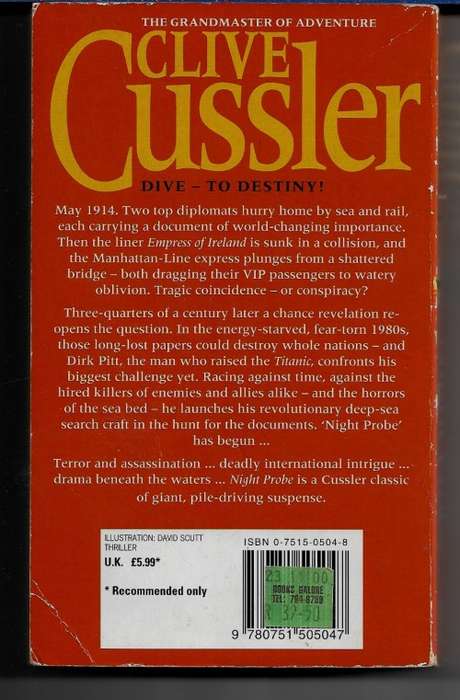 THE GRANDMASTER OF ADVENTURE
CLIVE
Cussler
DIVE – TO DESTINY!
May 1914. Two top diplomats hurry home by sea and rail,
each carrying a document of world-changing importance.
Then the liner Empress of Ireland is sunk in a collision, and
the Manhattan-Line express plunges from a shattered
bridge – both dragging their VIP passengers to watery
oblivion. Tragic coincidence – or conspiracy?
Three-quarters of a century later a chance revelation re-
opens the question. In the energy-starved, fear-torn 1980s,
those long-lost papers could destroy whole nations – and
Dirk Pitt, the man who raised the Titanic, confronts his
biggest challenge yet. Racing against time, against the
hired killers of enemies and allies alike – and the horrors
of the sea bed – he launches his revolutionary deep-sea
search craft in the hunt for the documents. 'Night Probe'
has begun ...
Terror and assassination ... deadly international intrigue ...
drama beneath the waters ... Night Probe is a Cussler classic
of giant, pile-driving suspense.
ILLUSTRATION: DAVID SCUTT
THRILLER
U.K. £5.99*
* Recommended only
ISBN 0-7515-0504-8
23 11 00
BOOKS GALORE
TEL:
9 780751 505047